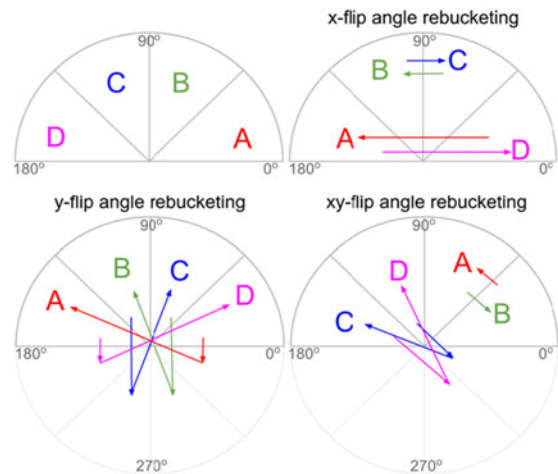 x-flip angle rebucketing
90º
C
B
D
A
180º
0º
90º
C
B
A
D
180º
0º
y-flip angle rebucketing
90º
B
C
A
D
180º
0º
270º
xy-flip angle rebucketing
90º
D
A
C
B
180º
0º
270º